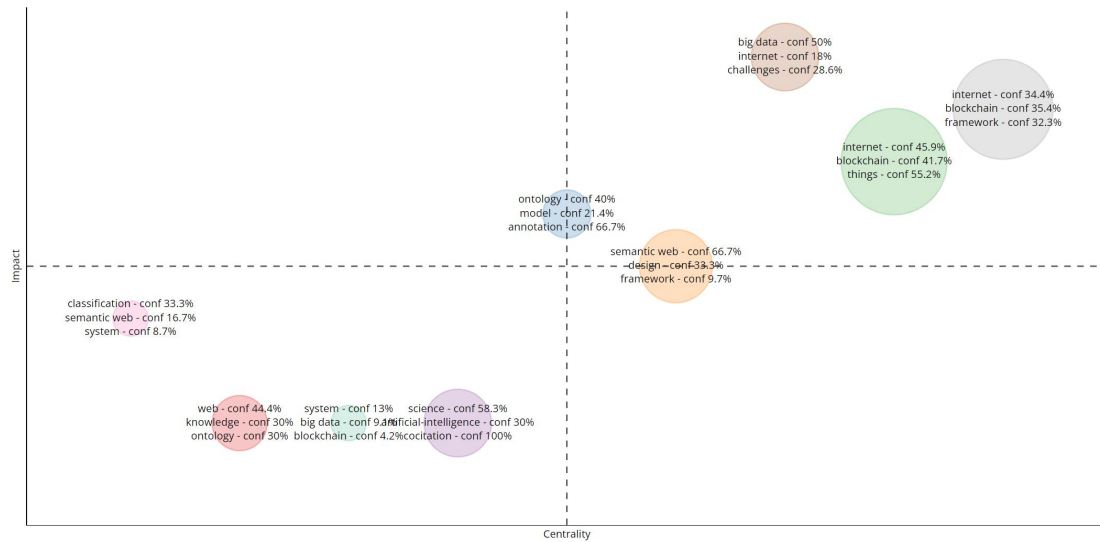 big data - conf 50%
internet - conf 18%
challenges - conf 28.6%
internet - conf 34.4%
blockchain - conf 35.4%
framework - conf 32.3%
internet - conf 45.9%
blockchain - conf 41.7%
things - conf 55.2%
ontology - conf 40%
model - conf 21.4%
annotation - conf 66.7%
semantic web - conf 66.7%
design - conf 33.3%
framework - conf 9.7%
Impact
classification - conf 33.3%
semantic web - conf 16.7%
system - conf 8.7%
web - conf 44.4%
knowledge - conf 30%
ontology - conf 30%
system - conf 13%
big data - conf 9.1%
blockchain - conf 4.2%
science - conf 58.3%
artificial-intelligence - conf 30%
cocitation - conf 100%
Centrality